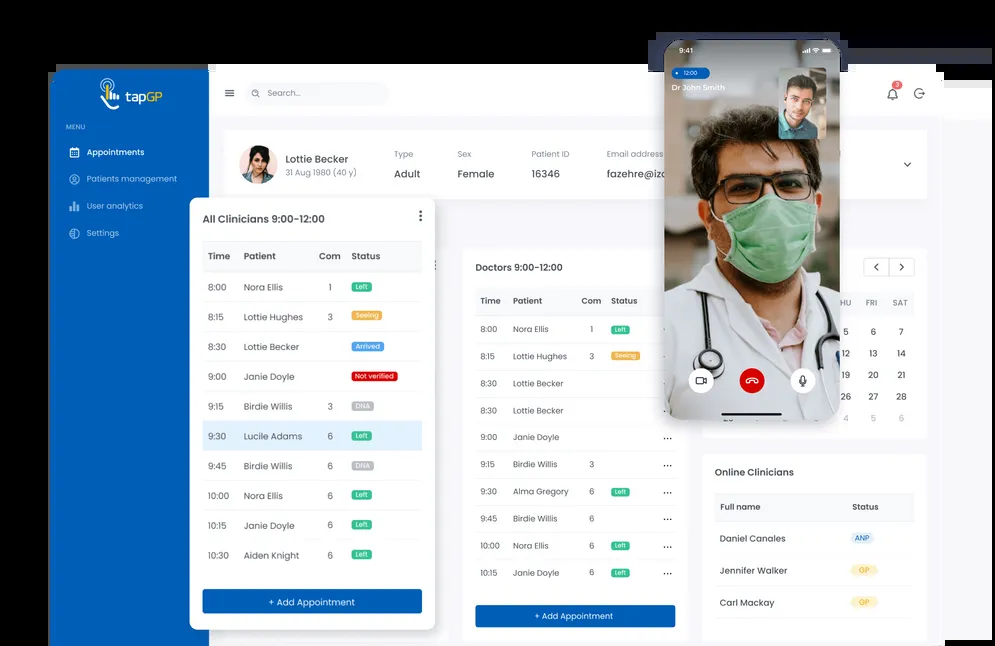 tapGP
MENU
Appointments
Patients management
User analytics
Settings
Search...
3
Lottie Becker
31 Aug 1980 (40 y)
Type
Adult
Sex
Female
Patient ID
16346
Email address
All Clinicians 9:00-12:00
Time Patient Com Status
8:00 Nora Ellis 1 Left
8:15 Lottie Hughes 3 Seeing
8:30 Lottie Becker Arrived
9:00 Janie Doyle Not verified
9:15 Birdie Willis 3 DNA
9:30 Lucile Adams 6 Left
9:45 Birdie Willis 6 DNA
10:00 Nora Ellis 6 Left
10:15 Janie Doyle 6 Left
10:30 Aiden Knight 6 Left
+ Add Appointment
Doctors 9:00-12:00
Time Patient Com Status
8:00 Nora Ellis 1 Left
8:15 Lottie Hughes 3 Seeing
8:30 Lottie Becker
8:30 Lottie Becker
9:00 Janie Doyle
9:15 Birdie Willis 3
9:30 Alma Gregory 6 Left
9:45 Birdie Willis 6
10:00 Nora Ellis 6 Left
10:15 Janie Doyle 6 Left
+ Add Appointment
9:41
12:00
Dr John Smith
HU FRI SAT
5 6 7
12 13 14
19 20 21
26 27 28
4 5 6
Online Clinicians
Full name Status
Daniel Canales ANP
Jennifer Walker GP
Carl Mackay GP